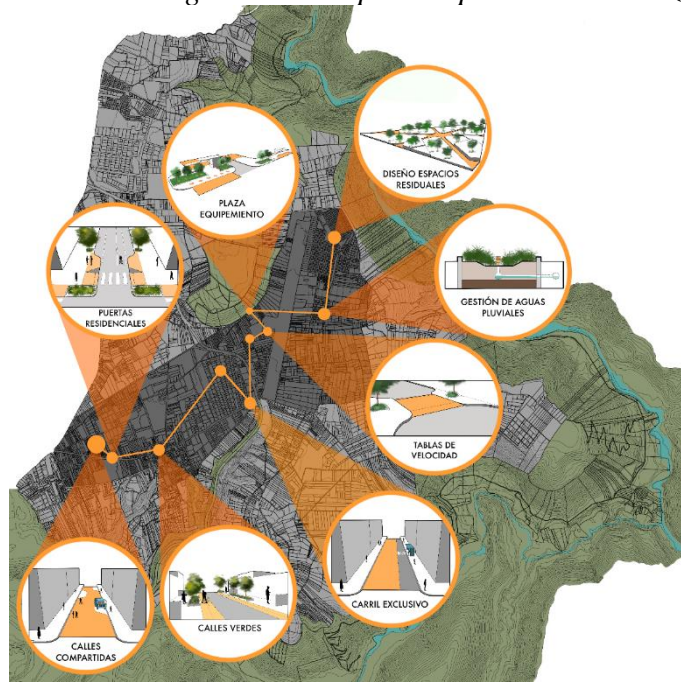 DISEÑO ESPACIOS
RESIDUALES
PLAZA
EQUIPEMIENTO
PUERTAS
RESIDENCIALES
GESTIÓN DE AGUAS
PLUVIALES
TABLAS DE
VELOCIDAD
CARRIL EXCLUSIVO
CALLES VERDES
CALLES
COMPARTIDAS